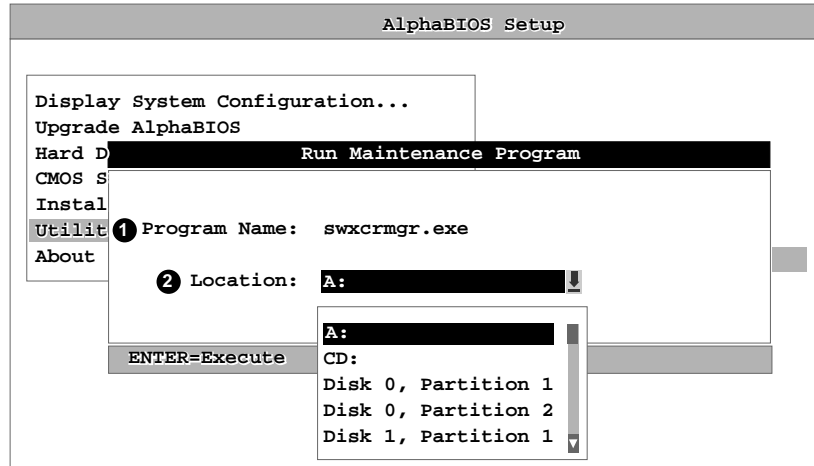 AlphaBIOS Setup
Display System Configuration...
Upgrade AlphaBIOS
Hard D
Run Maintenance Program
CMOS S
Instal
Utilit
1 Program Name: swxcrmgr.exe
About
2 Location: A:
A:
ENTER=Execute
CD:
Disk 0, Partition 1
Disk 0, Partition 2
Disk 1, Partition 1